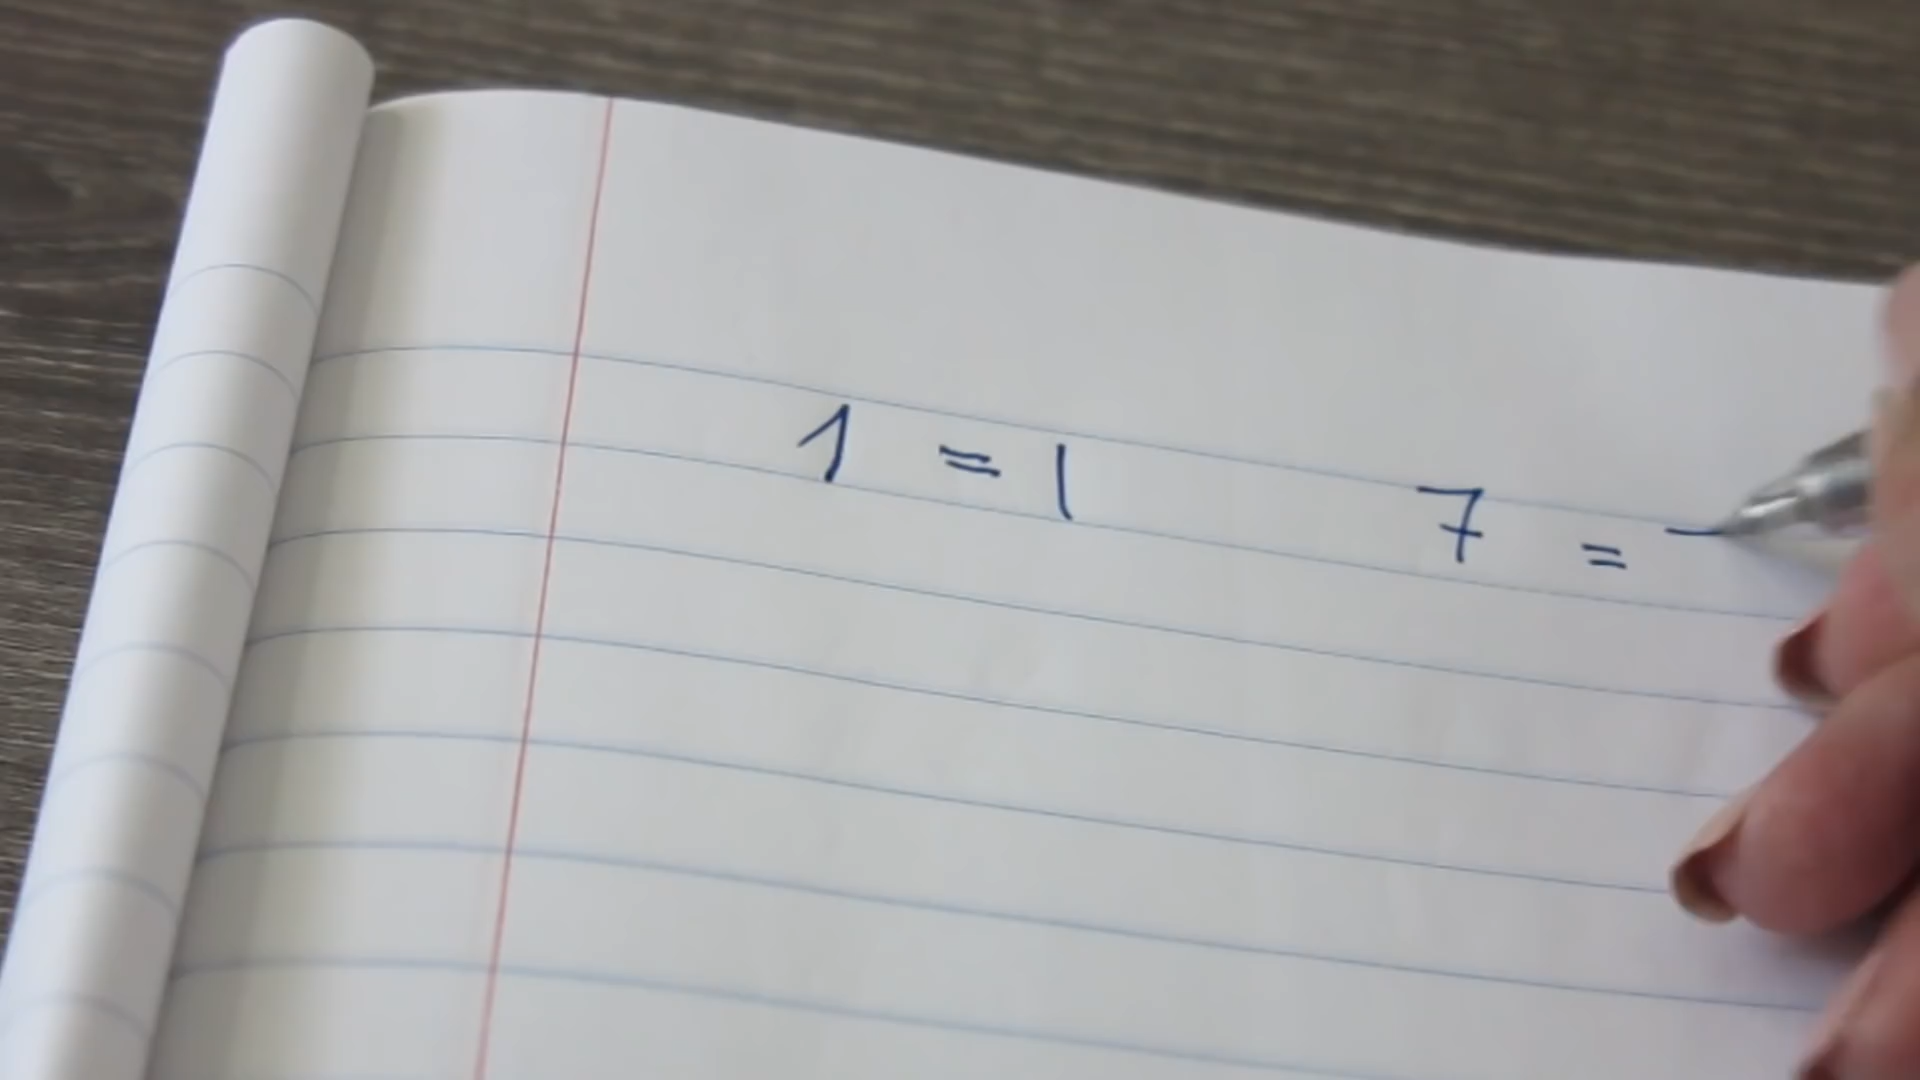 1 = 1 7 =